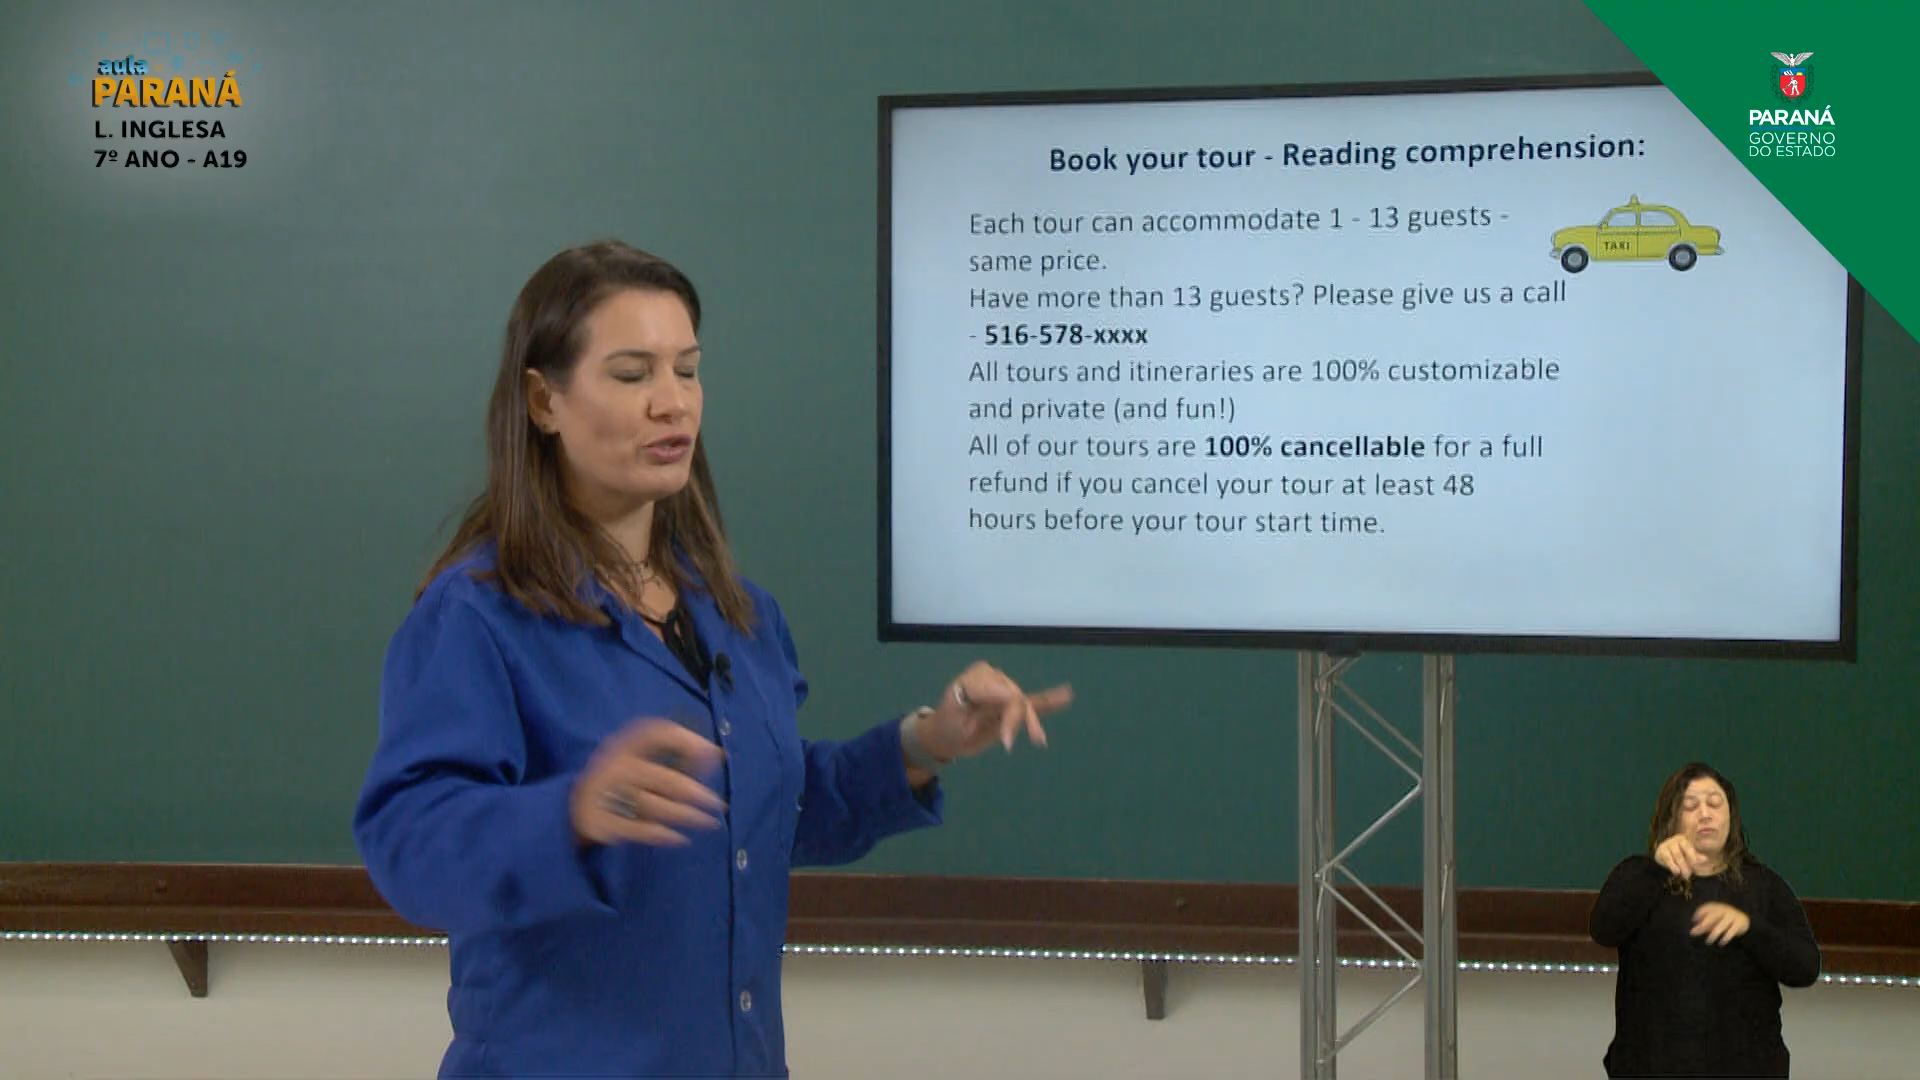 aula
PARANÁ
L. INGLESA
7º ANO - A19
PARANÁ
GOVERNO
DO ESTADO
Book your tour - Reading comprehension:
Each tour can accommodate 1 - 13 guests -
same price.
TAXI
Have more than 13 guests? Please give us a call
- 516-578-xxxx
All tours and itineraries are 100% customizable
and private (and fun!)
All of our tours are 100% cancellable for a full
refund if you cancel your tour at least 48
hours before your tour start time.